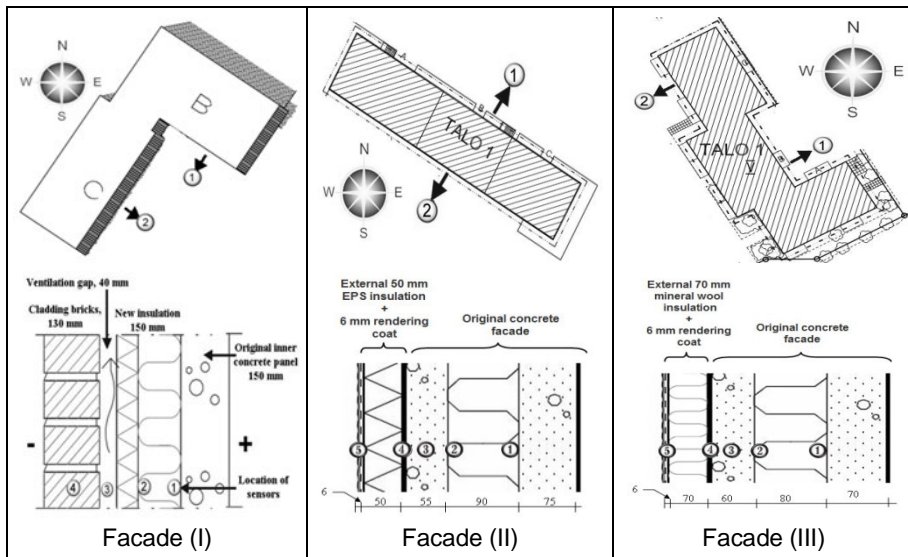 N
W
E
S
B
C
1
2
Ventilation gap, 40 mm
Cladding bricks,
130 mm
New insulation
150 mm
Original inner
concrete panel
150 mm
-
+
4
3
2
1
Location of
sensors
Facade (I)
A
1
B
TALO 1
C
N
W
E
S
2
External 50 mm
EPS insulation
+
6 mm rendering
coat
Original concrete
facade
5
4
3
2
1
6
50
55
90
75
Facade (II)
N
W
E
S
2
1
TALO 1
A
External 70 mm
mineral wool
insulation
+
6 mm rendering
coat
Original concrete
facade
5
4
3
2
1
6
70
60
80
70
Facade (III)